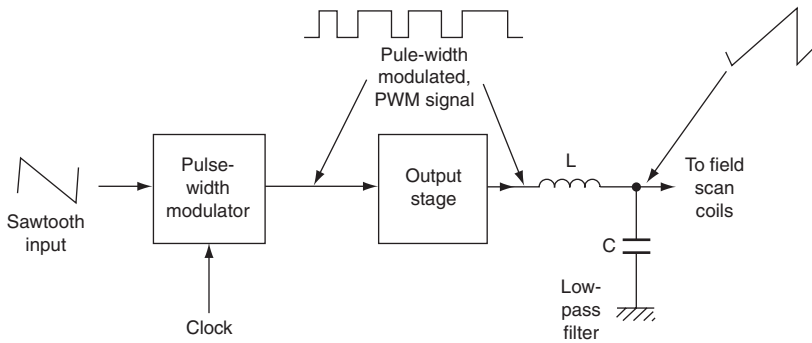 Pule-width
modulated,
PWM signal
Sawtooth
input
Pulse-
width
modulator
Clock
Output
stage
L
C
Low-
pass
filter
To field
scan
coils